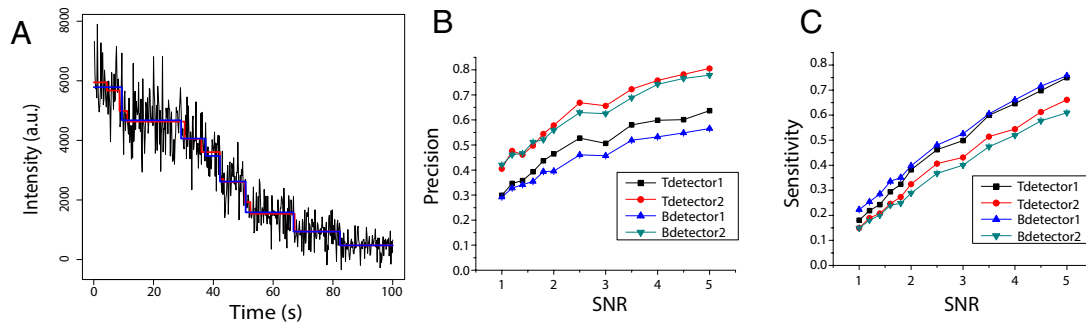 A
Intensity (a.u.)
8000
6000
4000
2000
0
0 20 40 60 80 100
Time (s)
B
Precision
0.8
0.7
0.6
0.5
0.4
0.3
0.2
0.1
0.0
Tdetector1
Tdetector2
Bdetector1
Bdetector2
1 2 3 4 5
SNR
C
Sensitivity
0.8
0.7
0.6
0.5
0.4
0.3
0.2
0.1
0.0
Tdetector1
Tdetector2
Bdetector1
Bdetector2
1 2 3 4 5
SNR